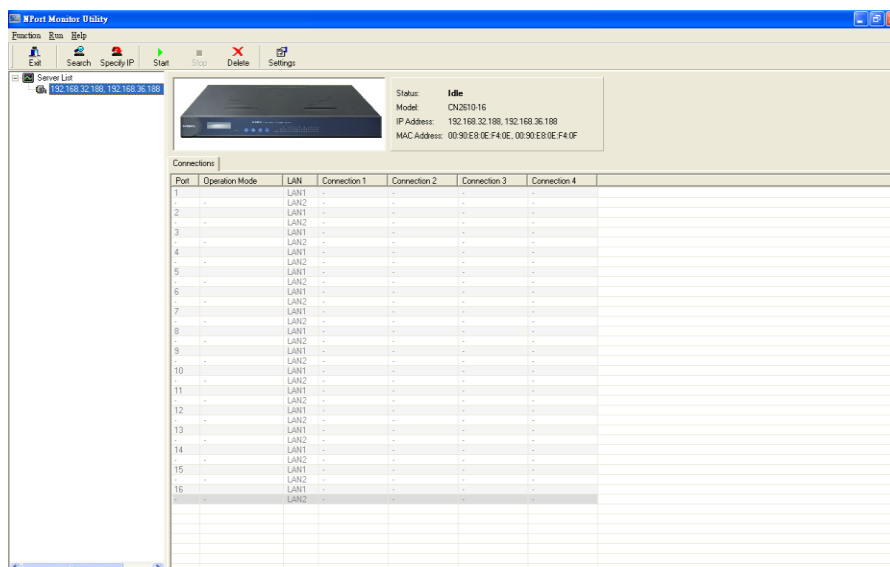 NPort Monitor Utility
Function Run Help
Exit Search Specify IP Start Stop Delete Settings
Server List
192.168.32.188, 192.168.36.188
Status: Idle
Model: CN2610-16
IP Address: 192.168.32.188, 192.168.36.188
MAC Address: 00:90:E8:0E:F4:0E, 00:90:E8:0E:F4:0F
Connections
Port Operation Mode LAN Connection 1 Connection 2 Connection 3 Connection 4
1 LAN1 - - - -
- - LAN2 - - - -
2 LAN1 - - - -
- - LAN2 - - - -
3 LAN1 - - - -
- - LAN2 - - - -
4 LAN1 - - - -
- - LAN2 - - - -
5 LAN1 - - - -
- - LAN2 - - - -
6 LAN1 - - - -
- - LAN2 - - - -
7 LAN1 - - - -
- - LAN2 - - - -
8 LAN1 - - - -
- - LAN2 - - - -
9 LAN1 - - - -
- - LAN2 - - - -
10 LAN1 - - - -
- - LAN2 - - - -
11 LAN1 - - - -
- - LAN2 - - - -
12 LAN1 - - - -
- - LAN2 - - - -
13 LAN1 - - - -
- - LAN2 - - - -
14 LAN1 - - - -
- - LAN2 - - - -
15 LAN1 - - - -
- - LAN2 - - - -
16 LAN1 - - - -
- - LAN2 - - - -